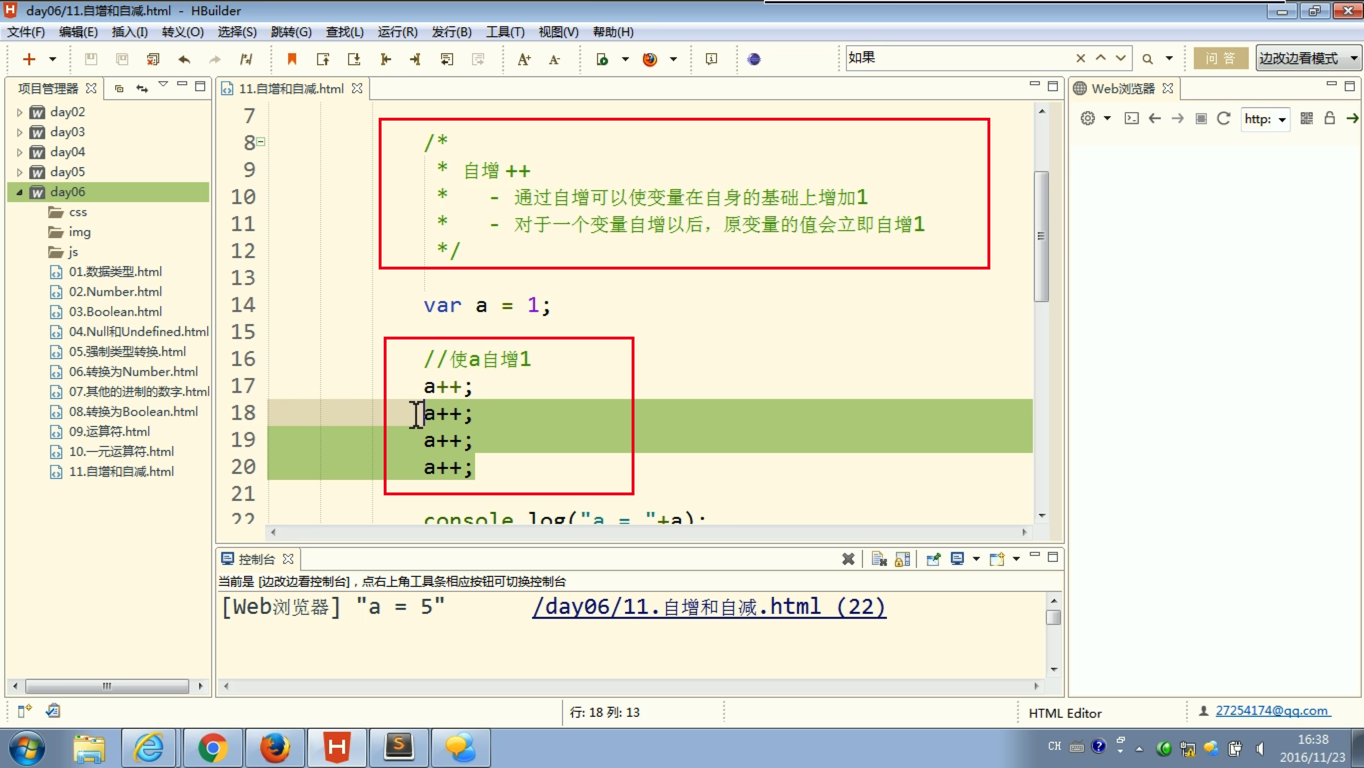 day06/11.自增和自减.html - HBuilder
文件(F) 编辑(E) 插入(I) 转义(O) 选择(S) 跳转(G) 查找(L) 运行(R) 发行(B) 工具(T) 视图(V) 帮助(H)
如果
问 答
边改边看模式
项目管理器
11.自增和自减.html
Web浏览器
http:
day02
day03
day04
day05
day06
css
img
js
01.数据类型.html
02.Number.html
03.Boolean.html
04.Null和Undefined.html
05.强制类型转换.html
06.转换为Number.html
07.其他的进制的数字.html
08.转换为Boolean.html
09.运算符.html
10.一元运算符.html
11.自增和自减.html
7
8 /*
9 * 自增 ++
10 * - 通过自增可以使变量在自身的基础上增加1
11 * - 对于一个变量自增以后，原变量的值会立即自增1
12 */
13
14 var a = 1;
15
16 //使a自增1
17 a++;
18 a++;
19 a++;
20 a++;
21
22 console.log("a = "+a);
控制台
当前是 [边改边看控制台]，点右上角工具条相应按钮可切换控制台
[Web浏览器] "a = 5" /day06/11.自增和自减.html (22)
行: 18 列: 13
HTML Editor
27254174@qq.com
CH
16:38
2016/11/23